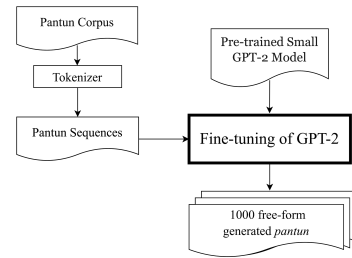 Pantun Corpus
Tokenizer
Pantun Sequences
Pre-trained Small
GPT-2 Model
Fine-tuning of GPT-2
1000 free-form
generated pantun